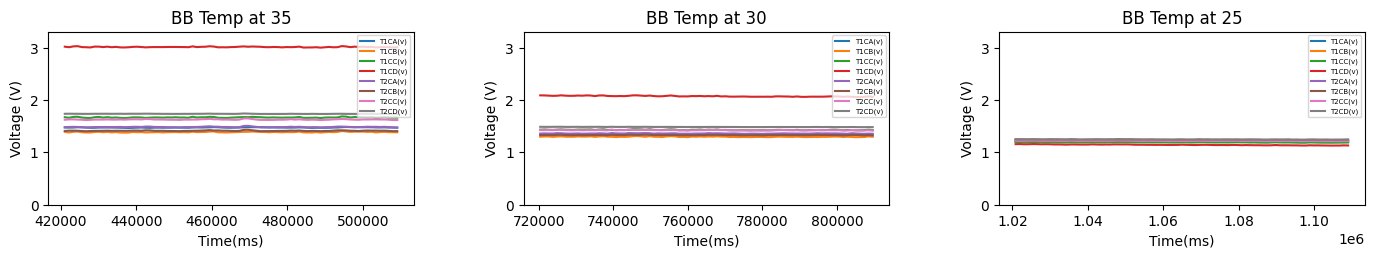 BB Temp at 35
3
2
1
0
Voltage (V)
T1CA(v)
T1CB(v)
T1CC(v)
T1CD(v)
T2CA(v)
T2CB(v)
T2CC(v)
T2CD(v)
420000 440000 460000 480000 500000
Time(ms)
BB Temp at 30
3
2
1
0
Voltage (V)
T1CA(v)
T1CB(v)
T1CC(v)
T1CD(v)
T2CA(v)
T2CB(v)
T2CC(v)
T2CD(v)
720000 740000 760000 780000 800000
Time(ms)
BB Temp at 25
3
2
1
0
Voltage (V)
T1CA(v)
T1CB(v)
T1CC(v)
T1CD(v)
T2CA(v)
T2CB(v)
T2CC(v)
T2CD(v)
1.02 1.04 1.06 1.08 1.10
1e6
Time(ms)